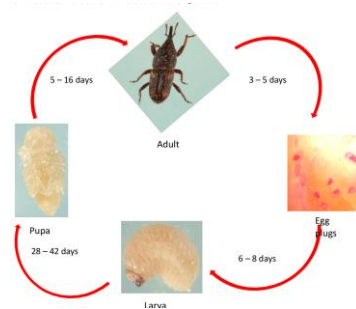 5 – 16 days
3 – 5 days
Adult
Egg
plugs
Pupa
28 – 42 days
6 – 8 days
Larva